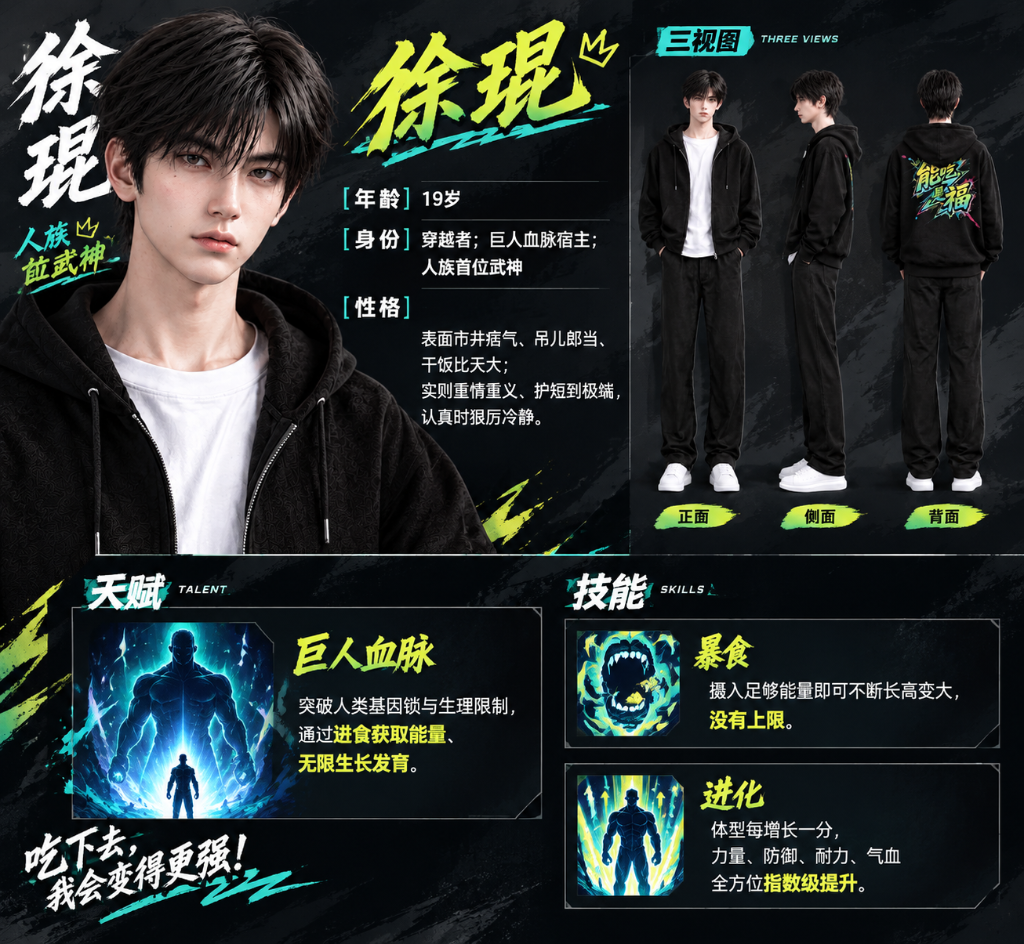 徐琨
人族
首位武神
徐琨
[年龄] 19岁
[身份] 穿越者；巨人血脉宿主；
人族首位武神
[性格]
表面市井痞气、吊儿郎当、
干饭比天大；
实则重情重义、护短到极端，
认真时狠厉冷静。
三视图 THREE VIEWS
能吃
是福
正面
侧面
背面
天赋 TALENT
巨人血脉
突破人类基因锁与生理限制，
通过进食获取能量、
无限生长发育。
吃下去，
我会变得更强！
技能 SKILLS
暴食
摄入足够能量即可不断长高变大，
没有上限。
进化
体型每增长一分，
力量、防御、耐力、气血
全方位指数级提升。